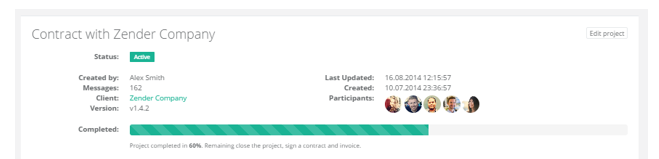 Contract with Zender Company
Edit project
Status: Active
Created by: Alex Smith
Messages: 162
Client: Zender Company
Version: v1.4.2
Last Updated: 16.08.2014 12:15:57
Created: 10.07.2014 23:36:57
Participants:
Completed:
Project completed in 60%. Remaining close the project, sign a contract and invoice.